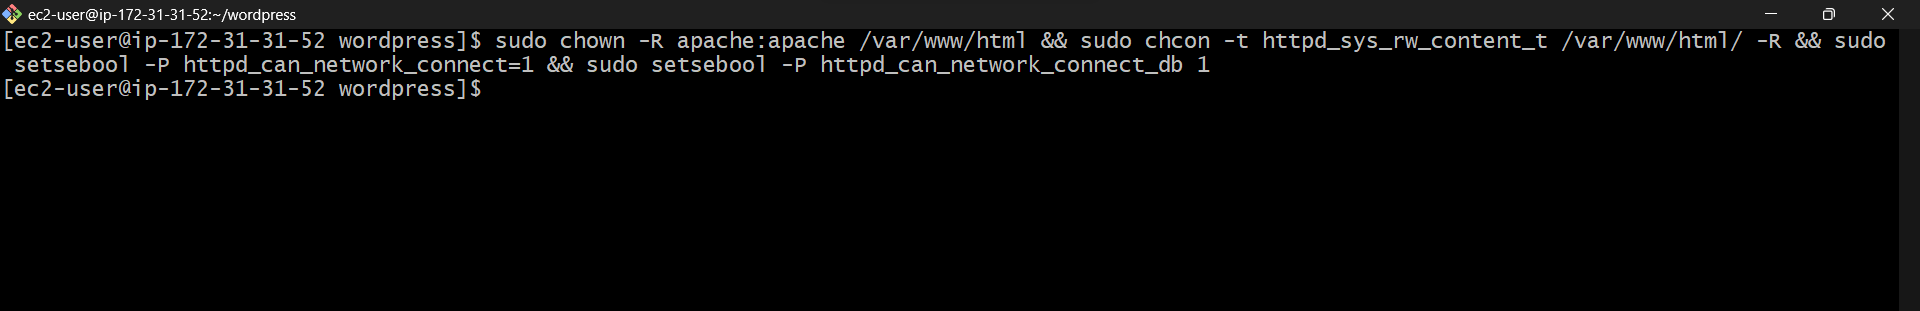 ec2-user@ip-172-31-31-52:~/wordpress
[ec2-user@ip-172-31-31-52 wordpress]$ sudo chown -R apache:apache /var/www/html && sudo chcon -t httpd_sys_rw_content_t /var/www/html/ -R && sudo
setsebool -P httpd_can_network_connect=1 && sudo setsebool -P httpd_can_network_connect_db 1
[ec2-user@ip-172-31-31-52 wordpress]$